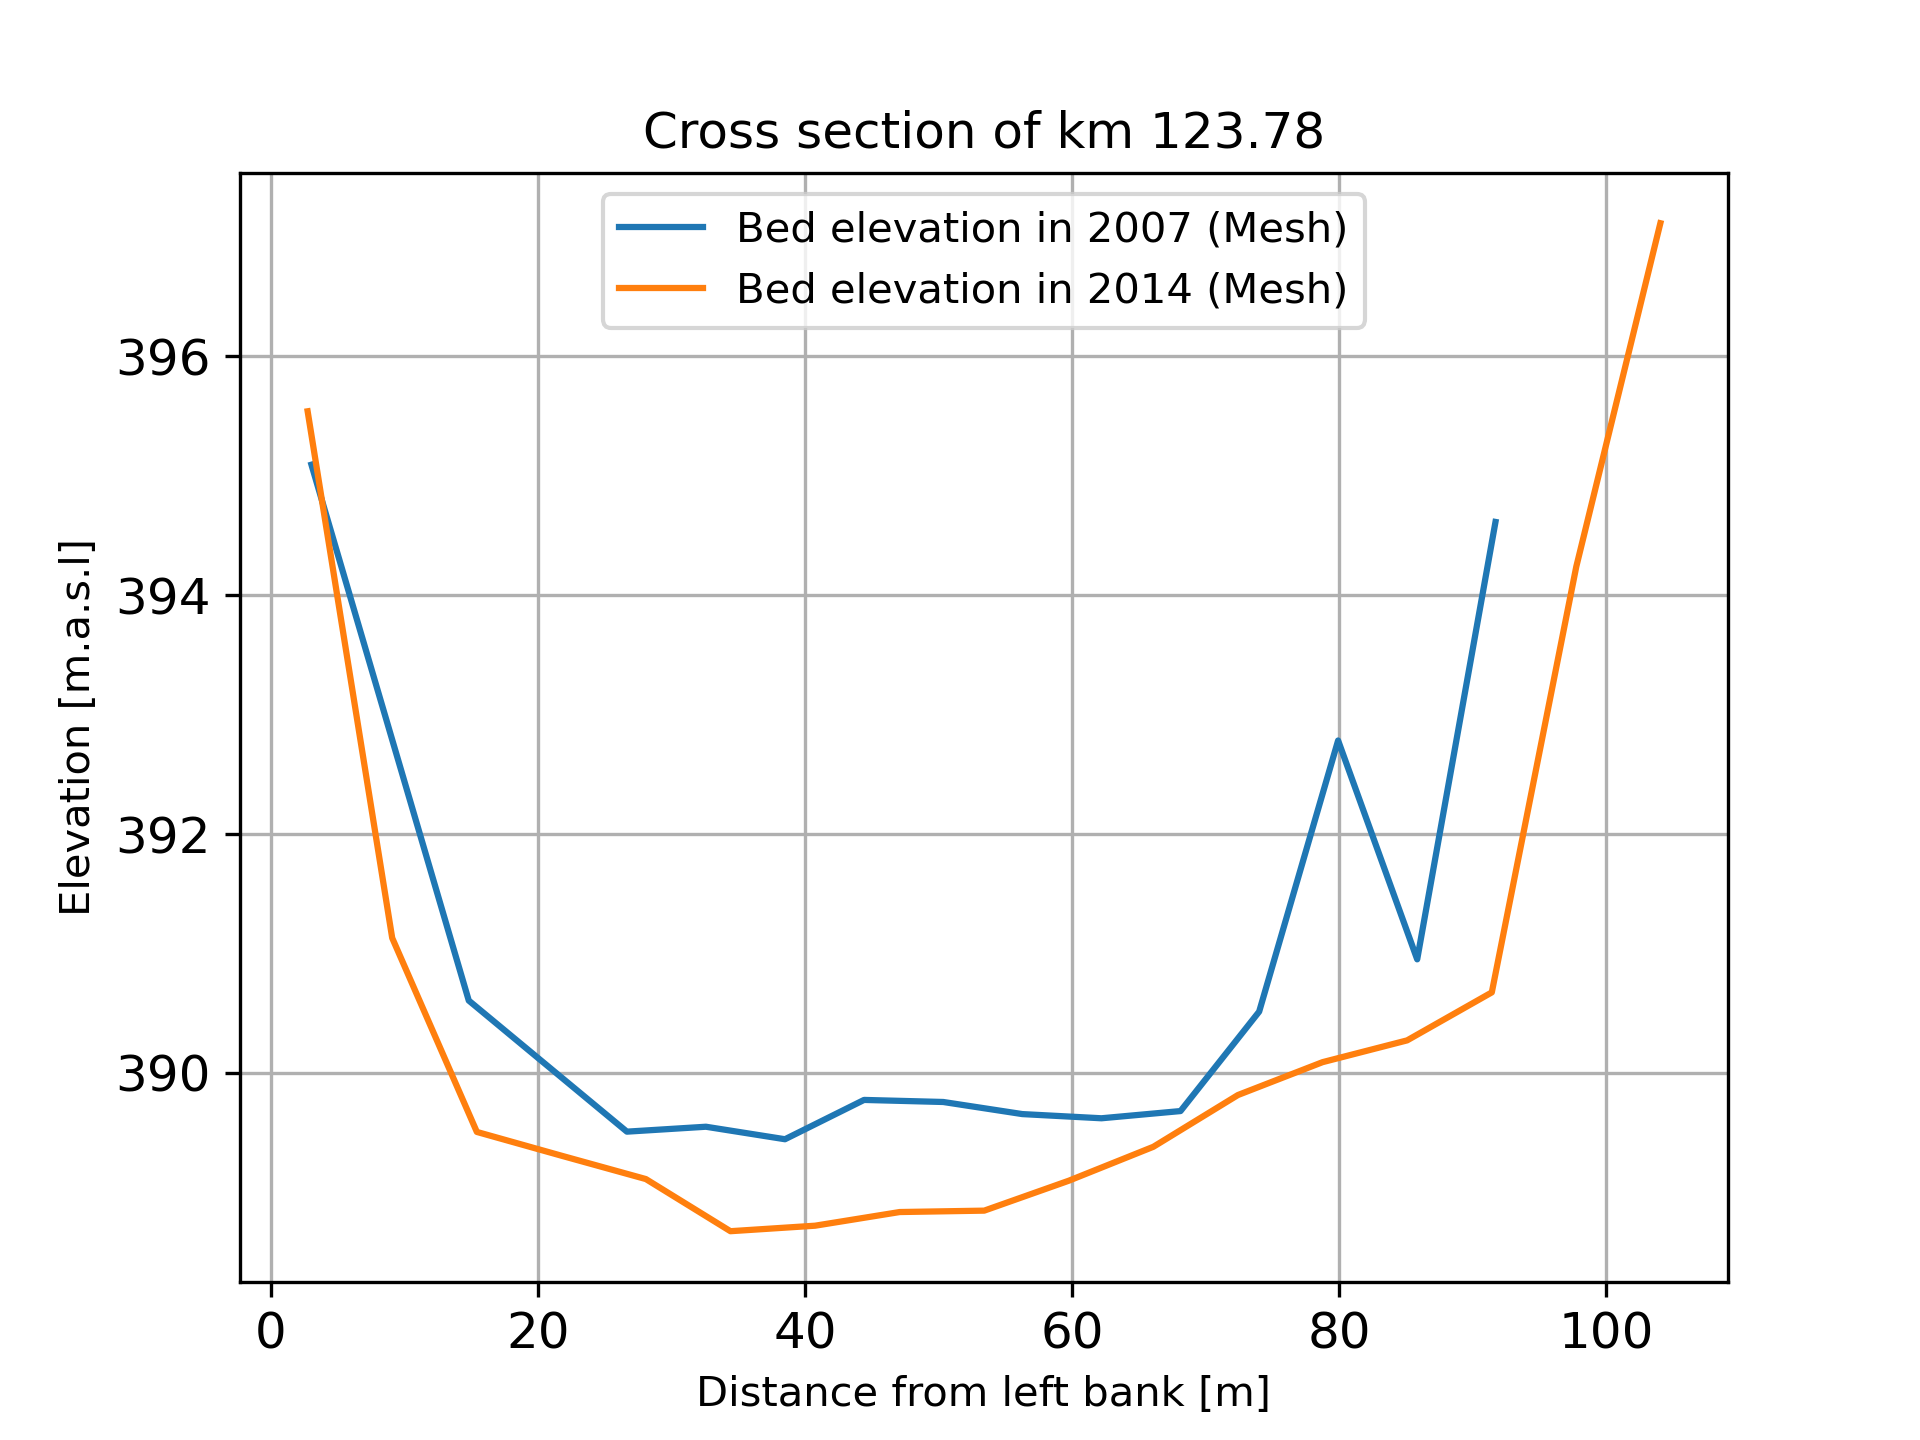 Cross section of km 123.78
Bed elevation in 2007 (Mesh)
Bed elevation in 2014 (Mesh)
396
394
392
390
Elevation [m.a.s.l]
0 20 40 60 80 100
Distance from left bank [m]